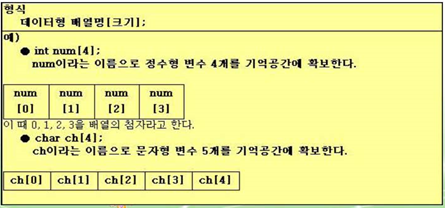 형식
데이터형 배열명[크기];
예)
● int num[4];
num이라는 이름으로 정수형 변수 4개를 기억공간에 확보한다.
num [0] num [1] num [2] num [3]
이 때 0, 1, 2, 3을 배열의 첨자라고 한다.
● char ch[4];
ch이라는 이름으로 문자형 변수 5개를 기억공간에 확보한다.
ch[0] ch[1] ch[2] ch[3] ch[4]